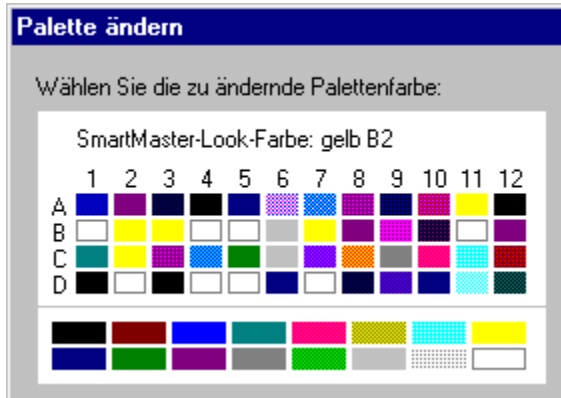 Palette ändern
Wählen Sie die zu ändernde Palettenfarbe:
SmartMaster-Look-Farbe: gelb B2
1 2 3 4 5 6 7 8 9 10 11 12
A
B
C
D